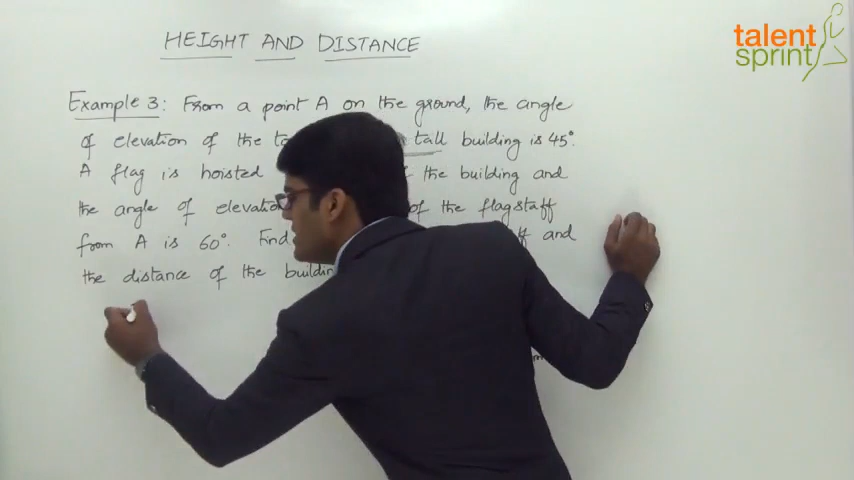 HEIGHT AND DISTANCE
talent
sprint
Example 3: From a point A on the ground, the angle
of elevation of the tall building is 45°.
A flag is hoisted of the building and
the angle of elevation of the flagstaff
from A is 60°. Find and
the distance of the